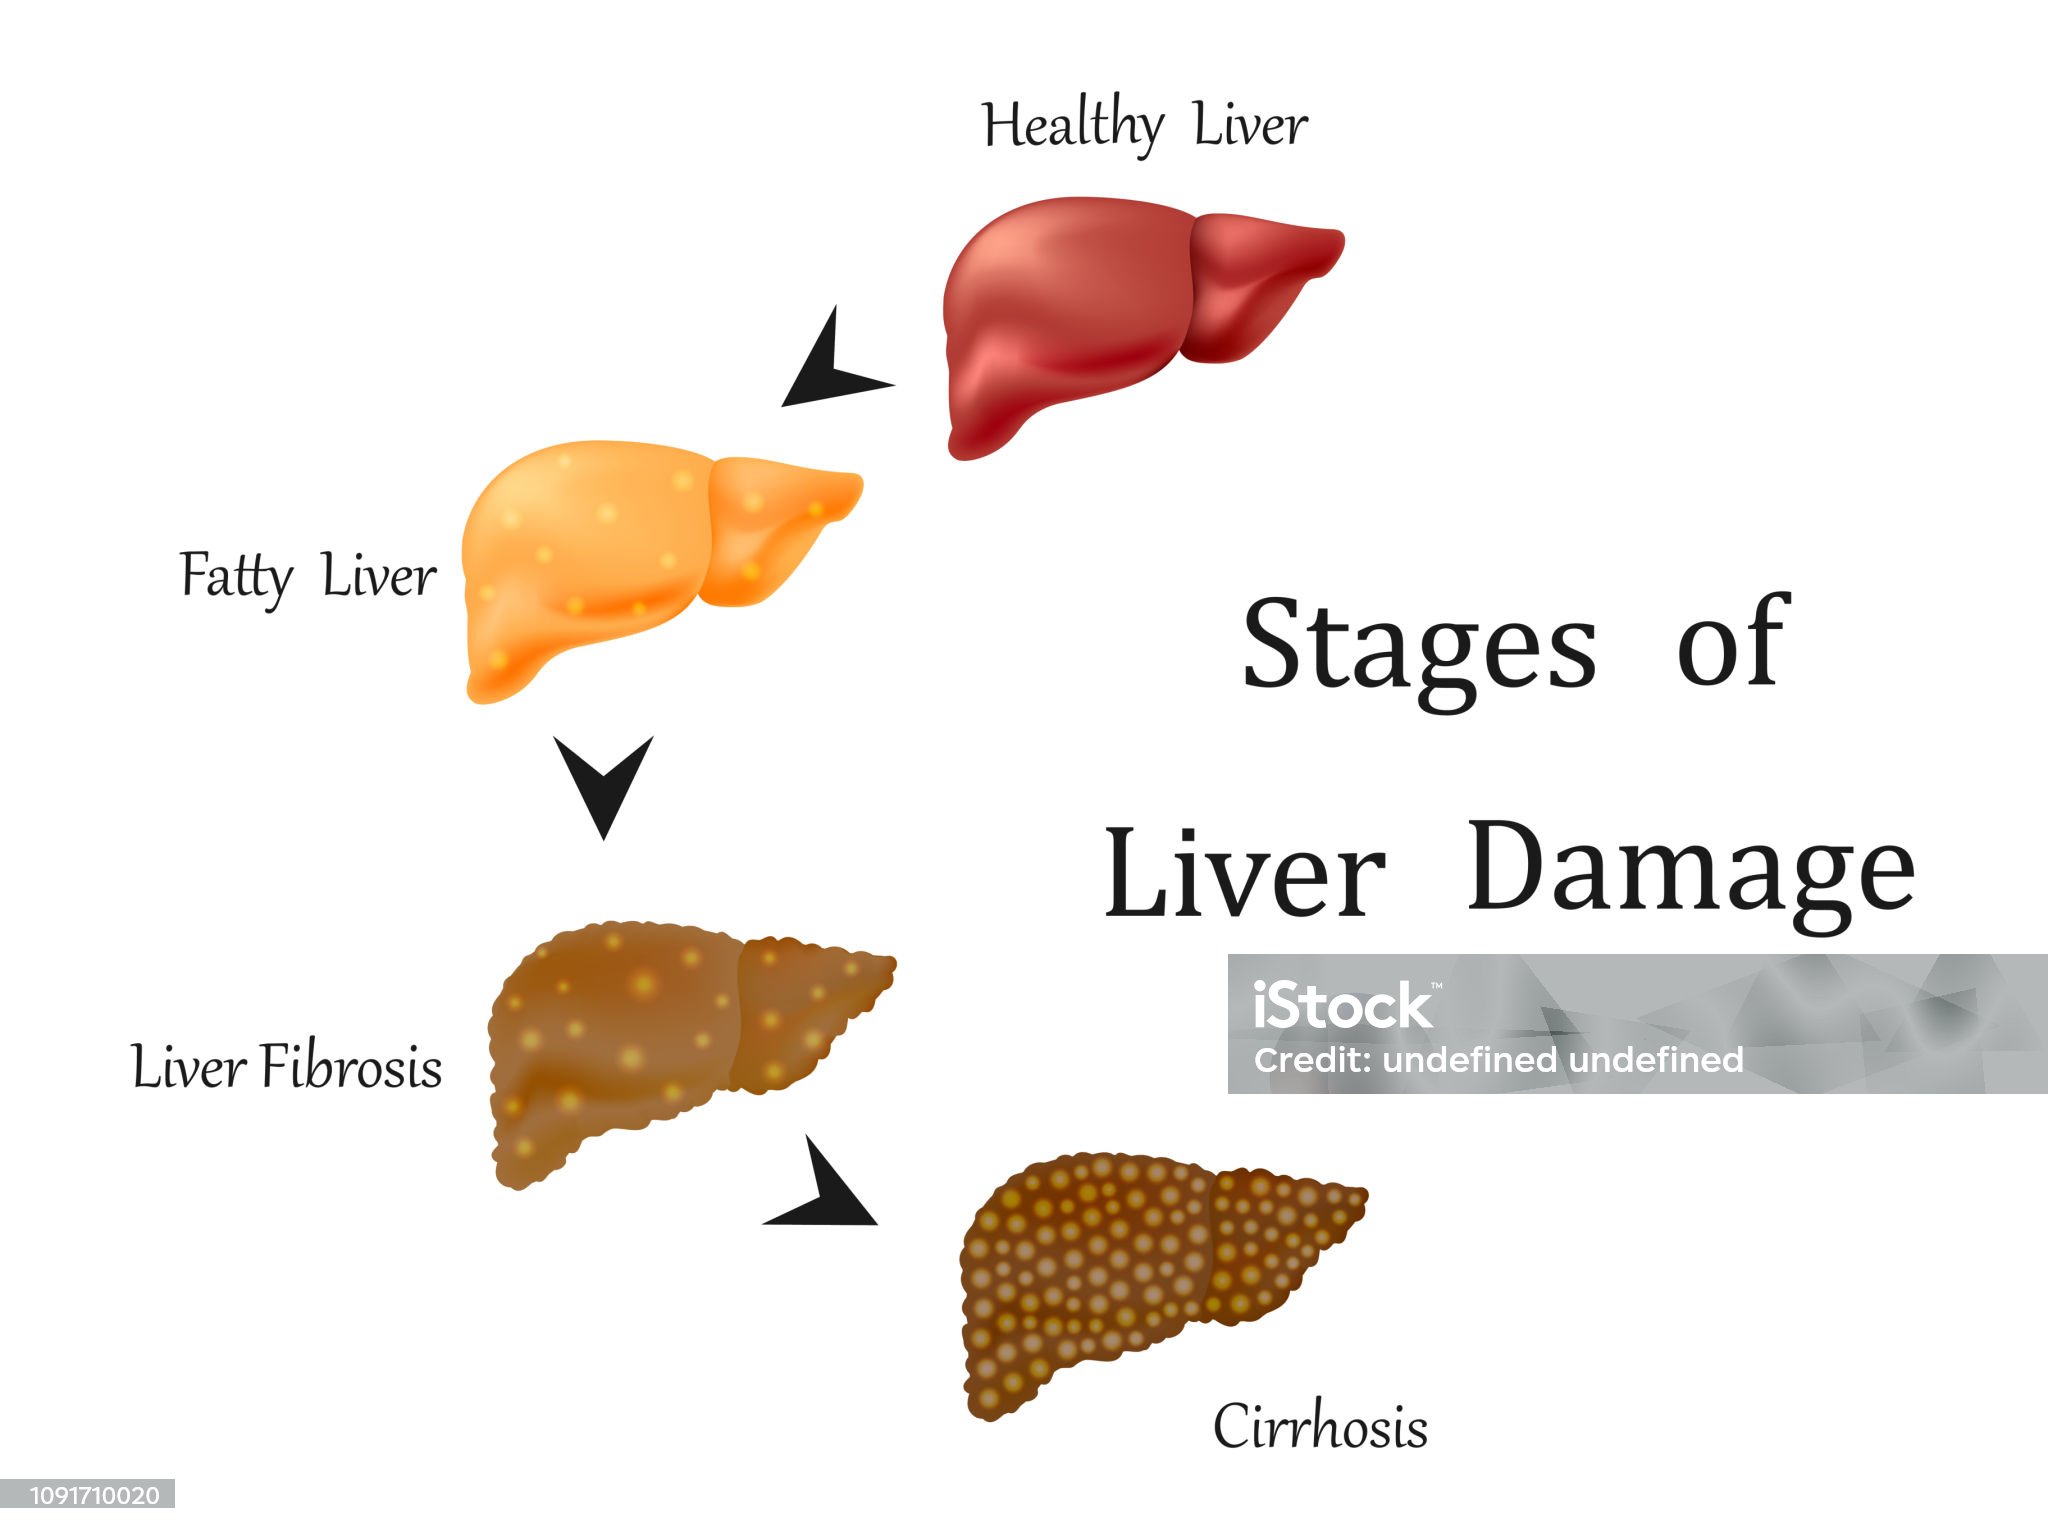 Healthy Liver
Fatty Liver
Stages of
Liver Damage
iStock™
Credit: undefined undefined
Liver Fibrosis
Cirrhosis
1091710020